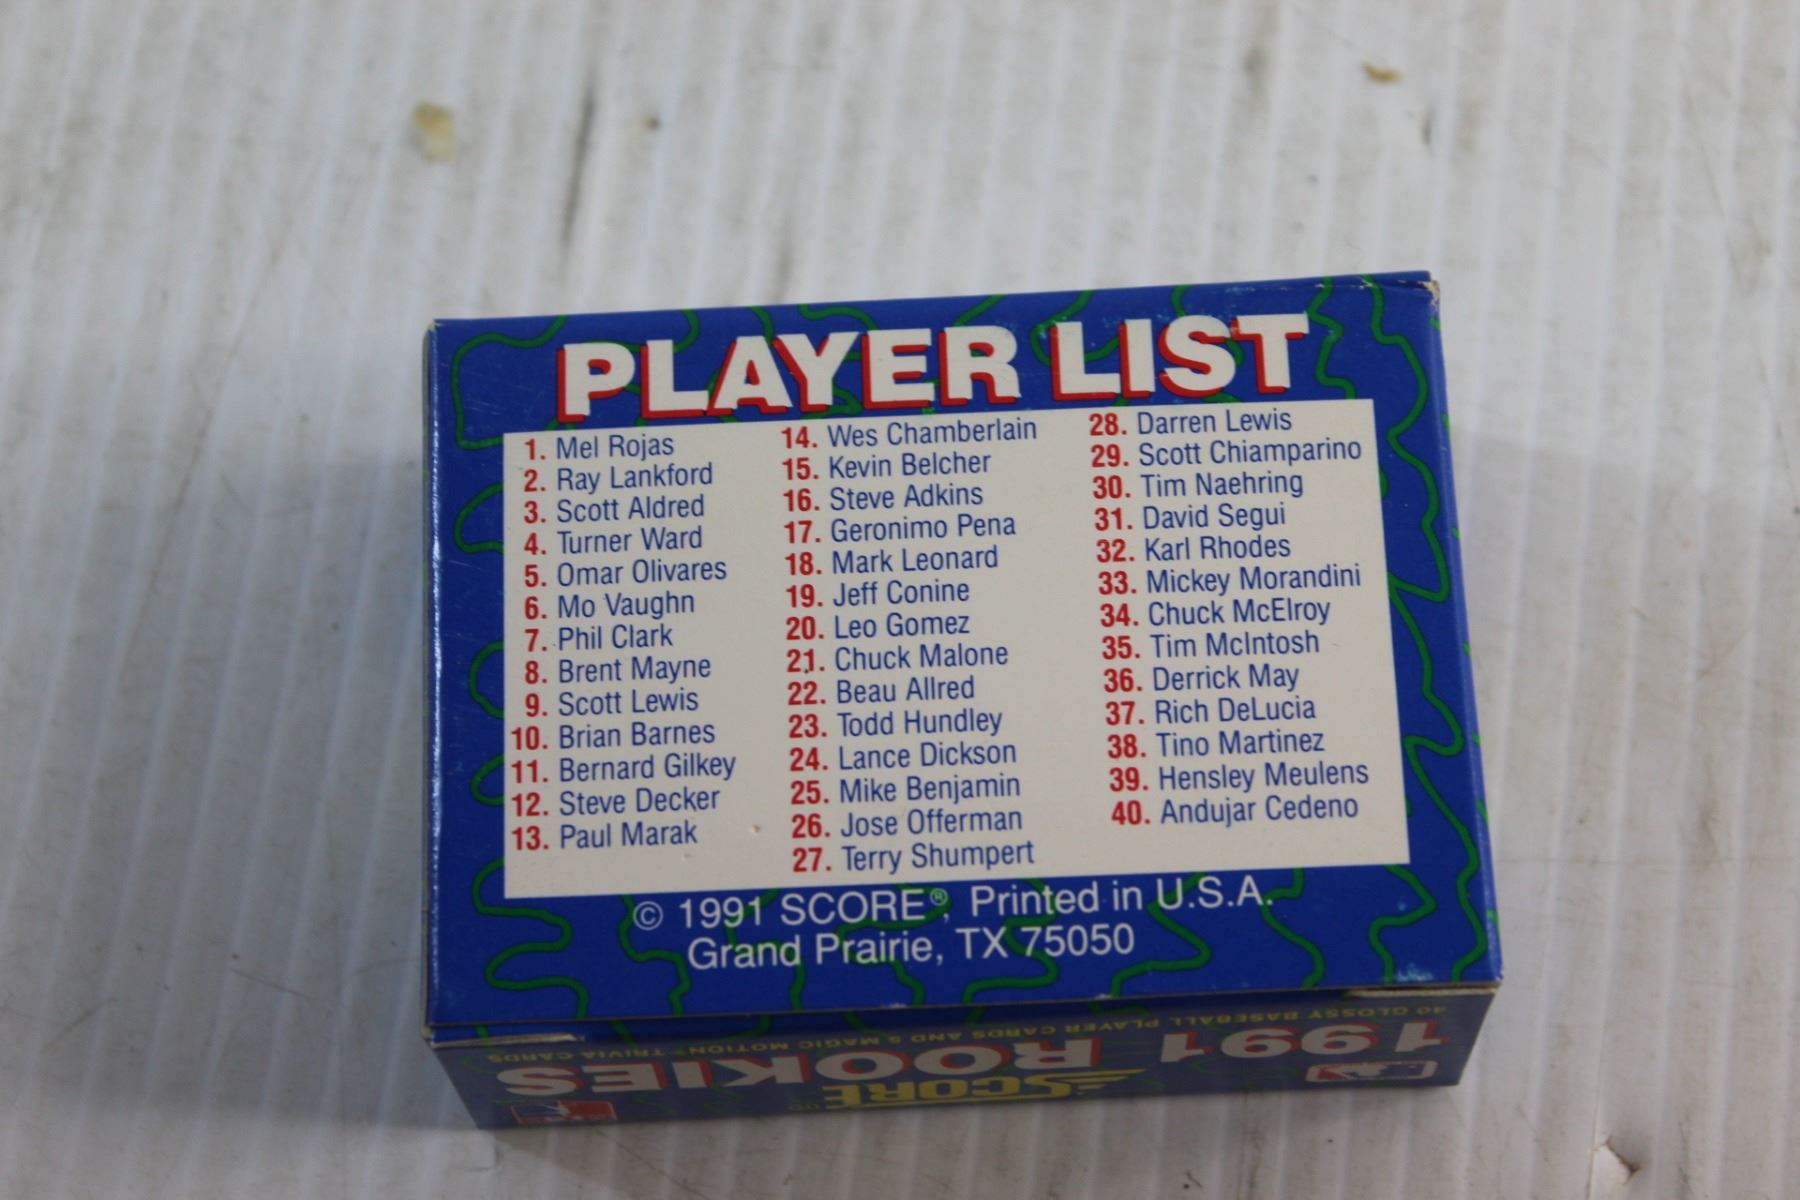 PLAYER LIST
1. Mel Rojas
2. Ray Lankford
3. Scott Aldred
4. Turner Ward
5. Omar Olivares
6. Mo Vaughn
7. Phil Clark
8. Brent Mayne
9. Scott Lewis
10. Brian Barnes
11. Bernard Gilkey
12. Steve Decker
13. Paul Marak
14. Wes Chamberlain
15. Kevin Belcher
16. Steve Adkins
17. Geronimo Pena
18. Mark Leonard
19. Jeff Conine
20. Leo Gomez
21. Chuck Malone
22. Beau Allred
23. Todd Hundley
24. Lance Dickson
25. Mike Benjamin
26. Jose Offerman
27. Terry Shumpert
28. Darren Lewis
29. Scott Chiamparino
30. Tim Naehring
31. David Segui
32. Karl Rhodes
33. Mickey Morandini
34. Chuck McElroy
35. Tim McIntosh
36. Derrick May
37. Rich DeLucia
38. Tino Martinez
39. Hensley Meulens
40. Andujar Cedeno
© 1991 SCORE®, Printed in U.S.A.
Grand Prairie, TX 75050
SCORE
1991 ROOKIES
40 GLOSSY BASEBALL PLAYER CARDS AND 5 MAGIC MOTION™ TRIVIA CARDS